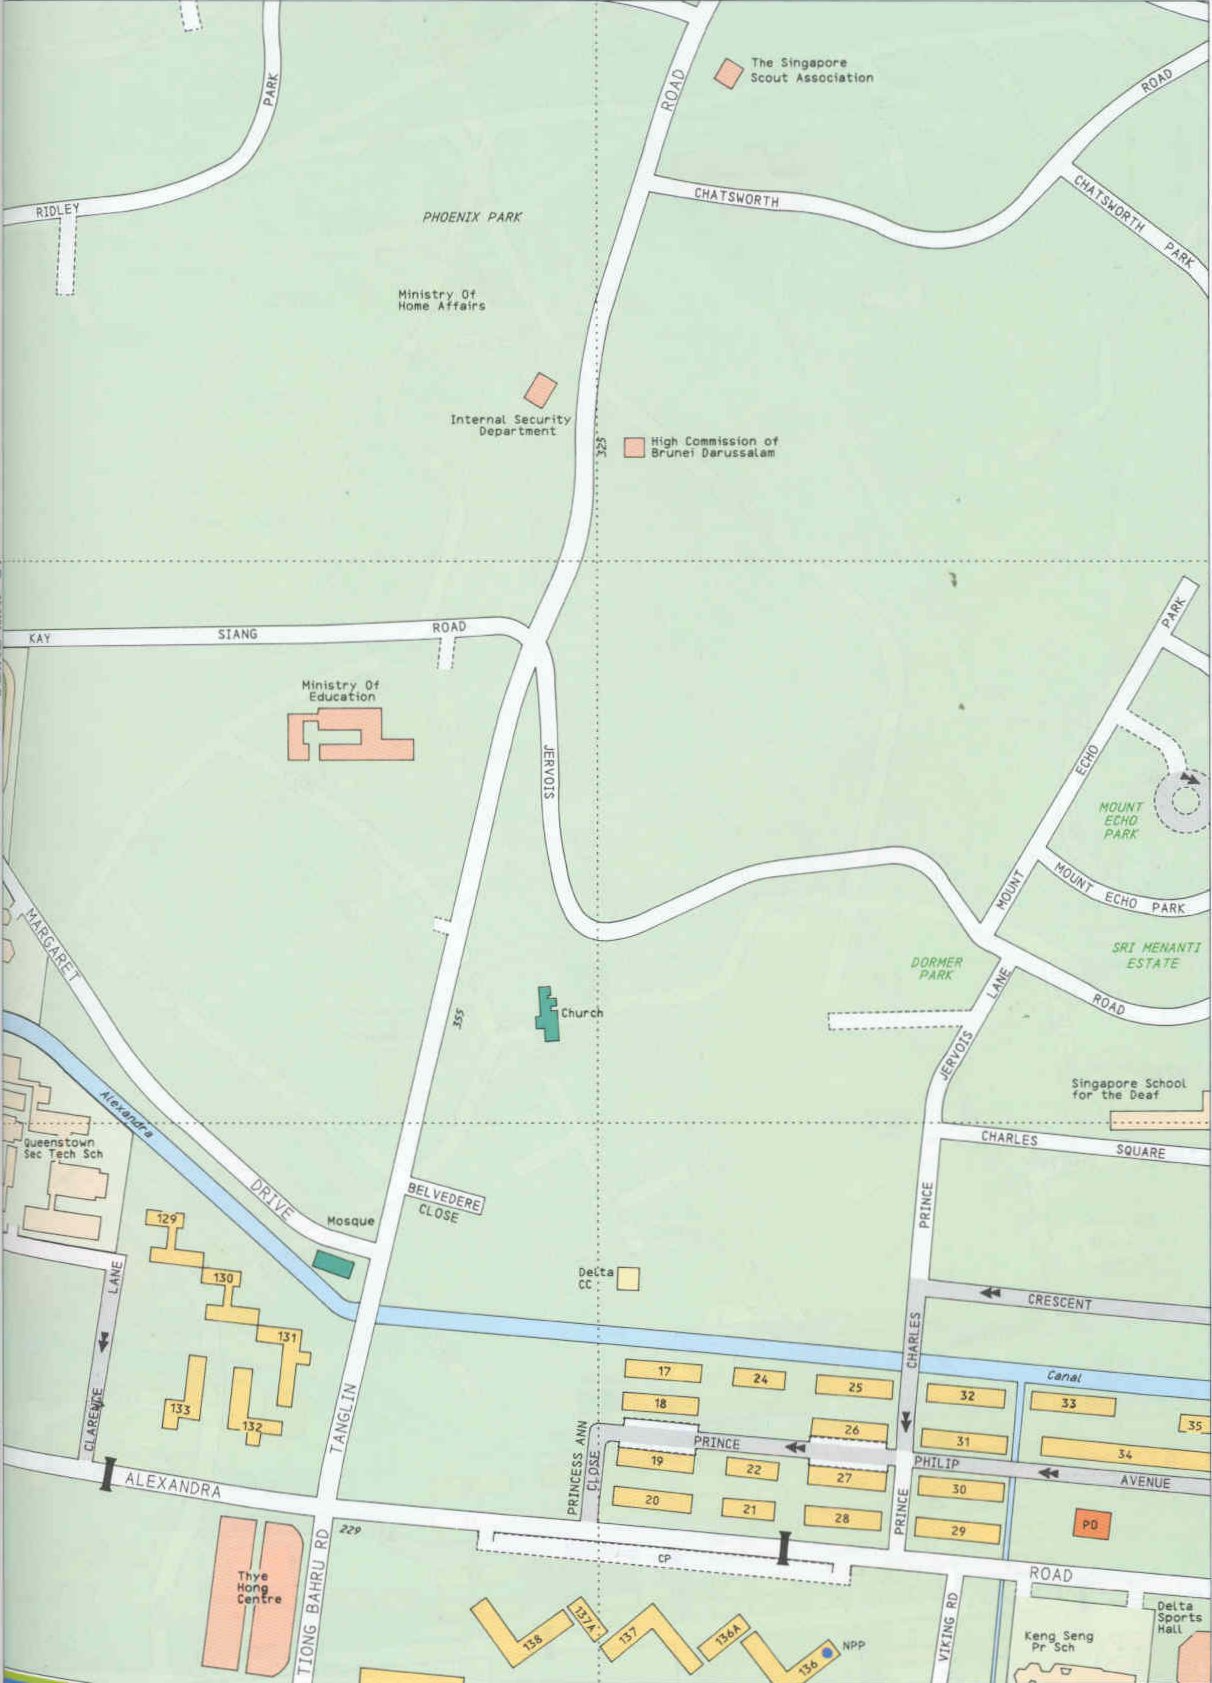 PARK
ROAD
The Singapore
Scout Association
ROAD
RIDLEY
CHATSWORTH
CHATSWORTH PARK
PHOENIX PARK
Ministry Of
Home Affairs
Internal Security
Department
325
High Commission of
Brunei Darussalam
KAY SIANG ROAD
PARK
Ministry Of
Education
JERVOIS
ECHO
MOUNT
ECHO
PARK
MOUNT
MOUNT ECHO PARK
MARGARET
DORMER
PARK
SRI MENANTI
ESTATE
LANE
ROAD
355
Church
JERVOIS
Singapore School
for the Deaf
Alexandra
Queenstown
Sec Tech Sch
CHARLES SQUARE
DRIVE
BELVEDERE
CLOSE
PRINCE
129
Mosque
LANE
130
Delta
CC
CRESCENT
131
CHARLES
17
24
25
32
Canal
33
133
132
CLARENCE
TANGLIN
18
26
31
35
PRINCESS ANN
CLOSE
PRINCE
PHILIP
34
AVENUE
19
22
27
30
ALEXANDRA
20
21
28
PRINCE
29
PO
229
TIONG BAHRU RD
CP
ROAD
Thye
Hong
Centre
VIKING RD
Delta
Sports
Hall
138
137A
137
136A
136
NPP
Keng Seng
Pr Sch